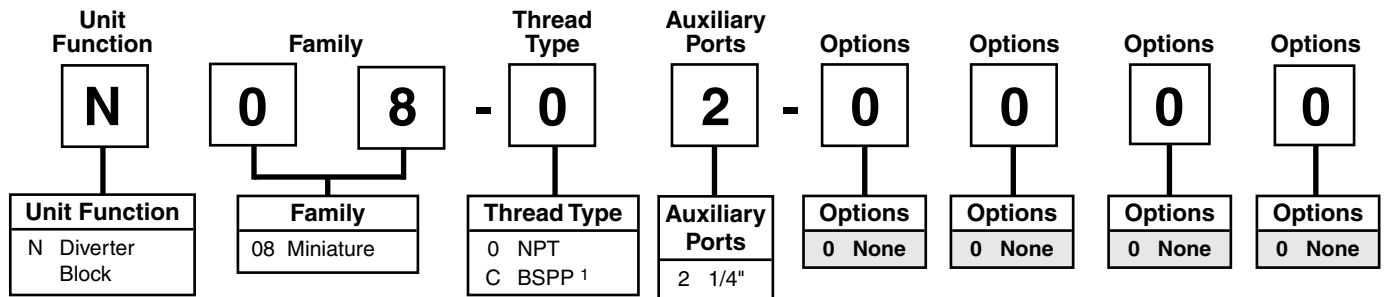 Unit Function
Family
Thread Type
Auxiliary Ports
Options
Options
Options
Options
N 0 8 - 0 2 - 0 0 0 0
Unit Function
N Diverter
Block
Family
08 Miniature
Thread Type
0 NPT
C BSPP 1
Auxiliary
Ports
2 1/4"
Options
0 None
Options
0 None
Options
0 None
Options
0 None